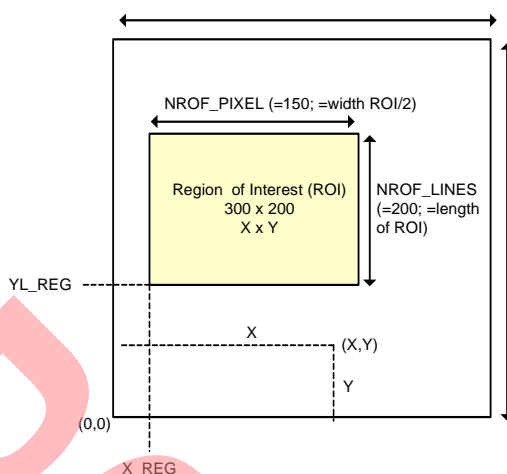 NROF_PIXEL (=150; =width ROI/2)
Region of Interest (ROI)
300 x 200
X x Y
NROF_LINES
(=200; =length
of ROI)
YL_REG
X
(X,Y)
Y
(0,0)
X_REG